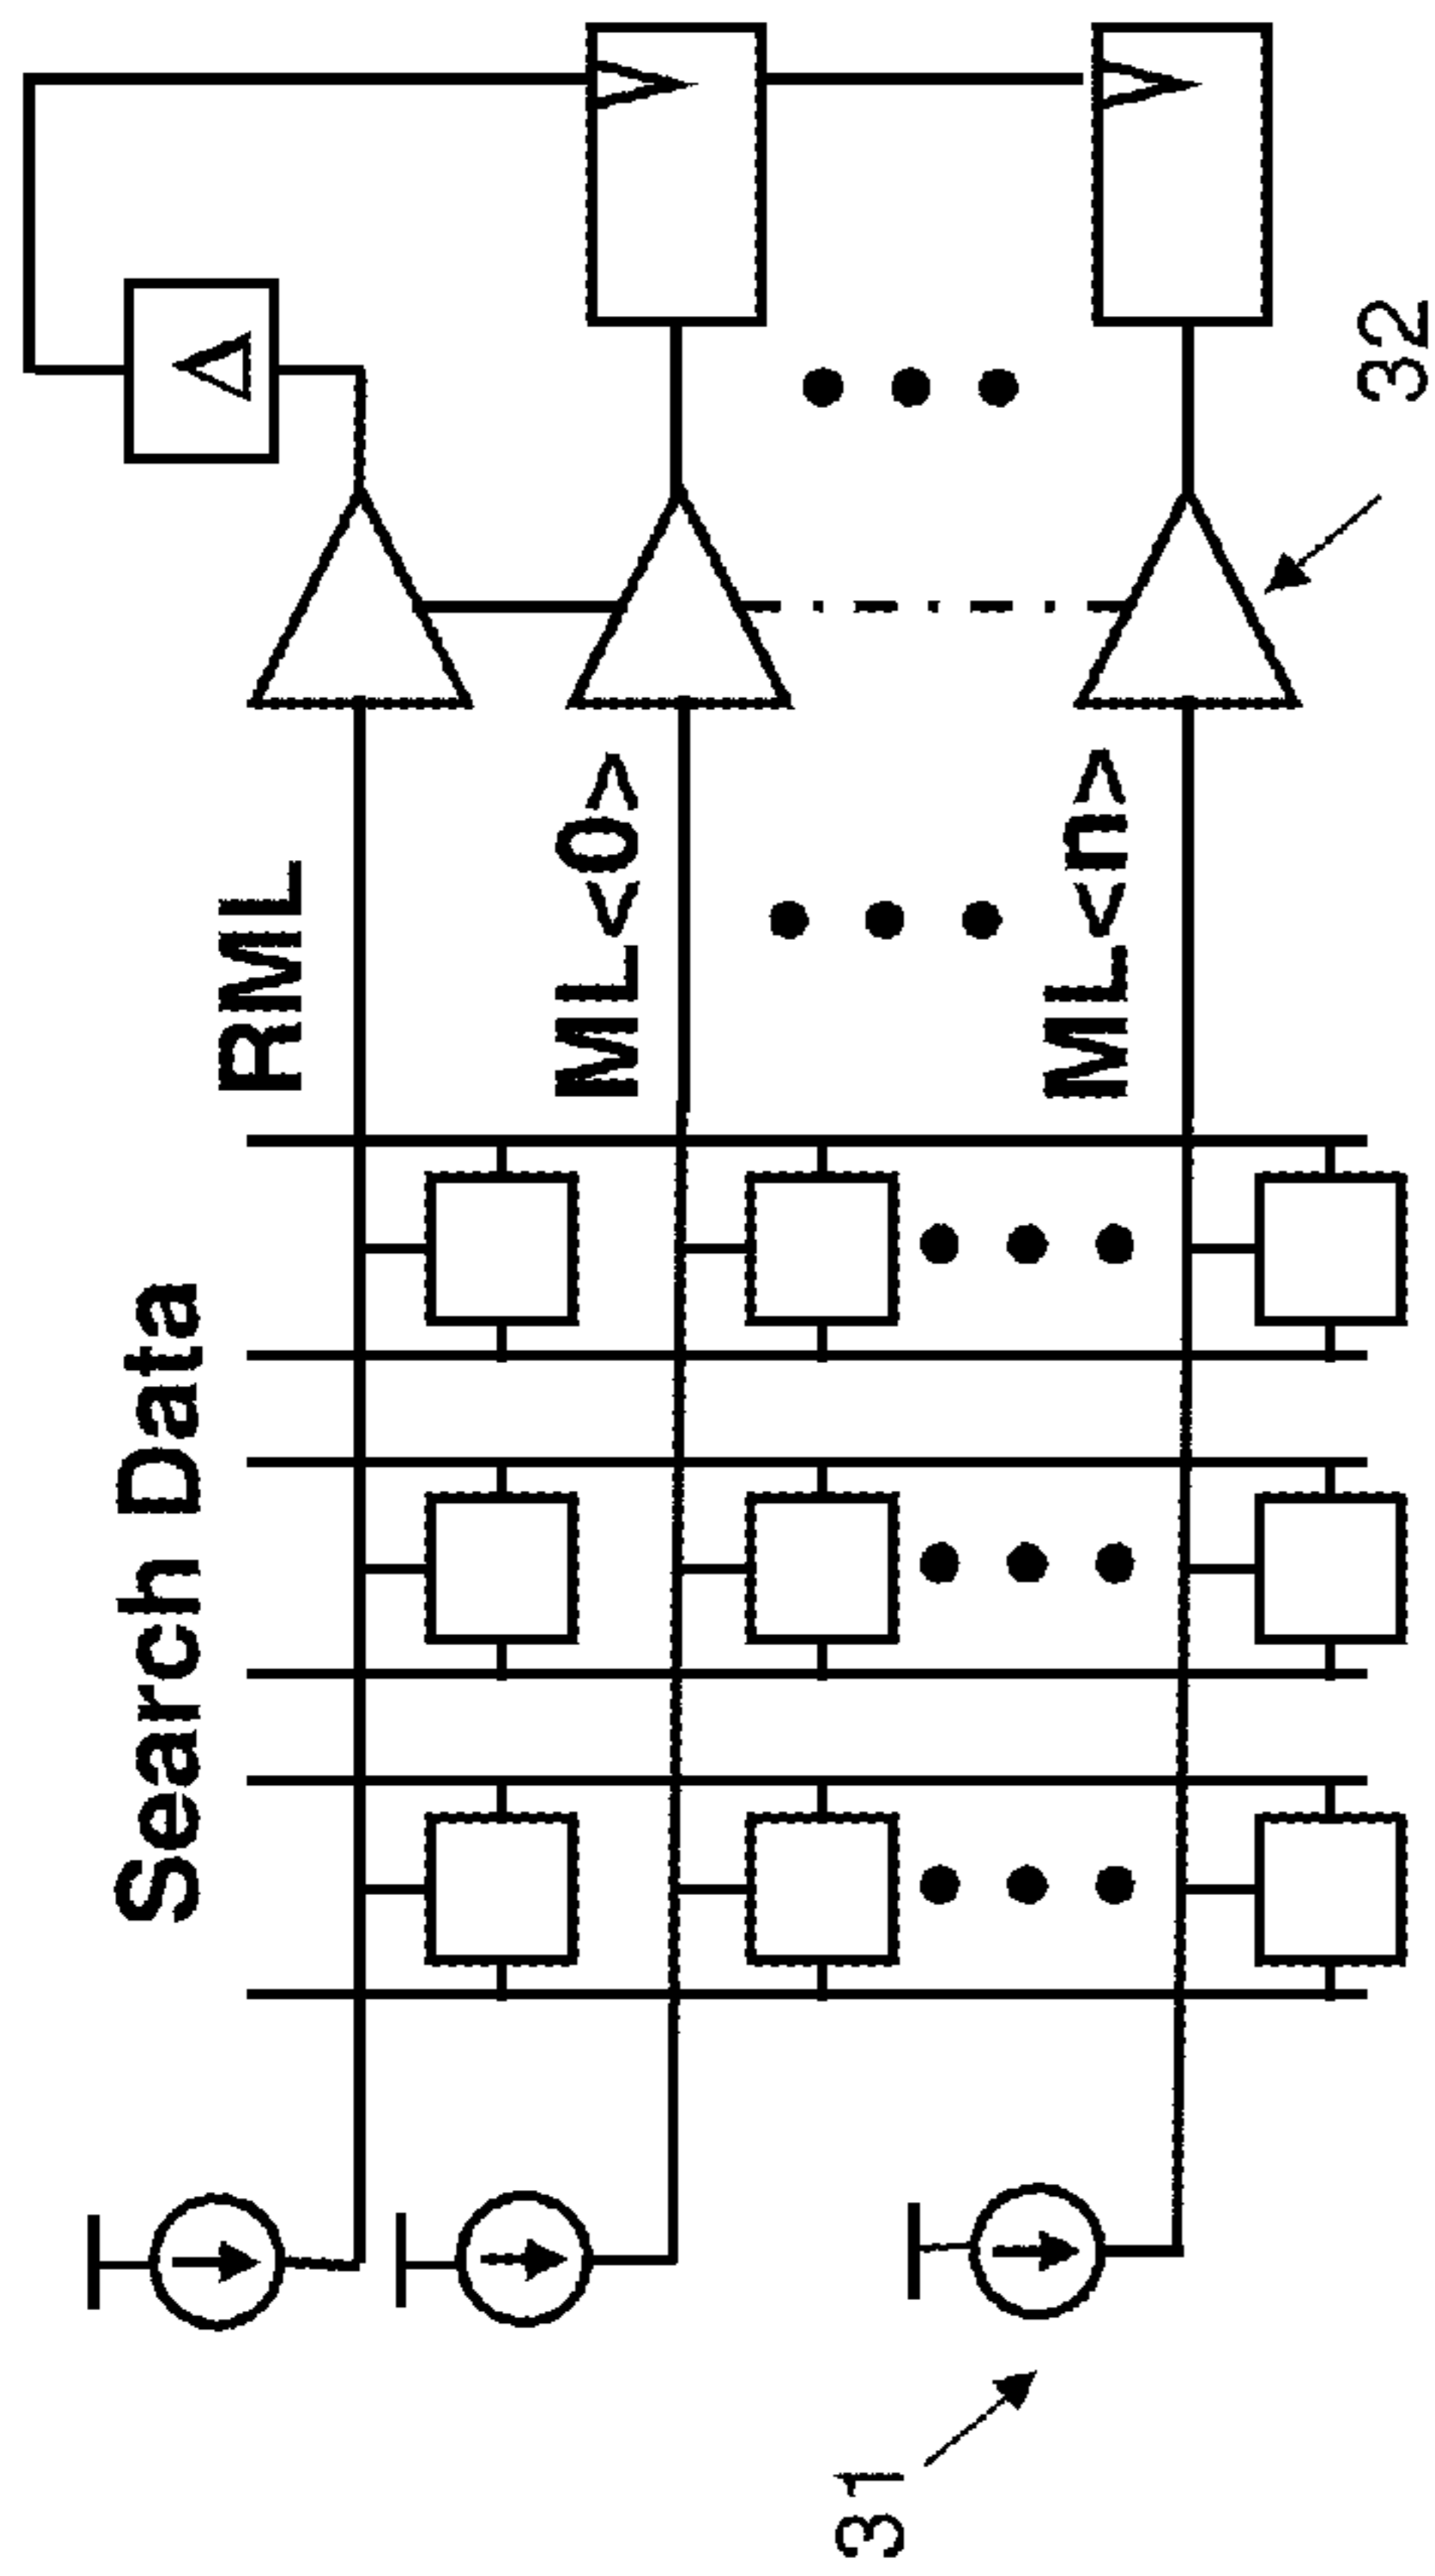 Search Data
RML
ML<0>
ML<n>
Δ
31
32